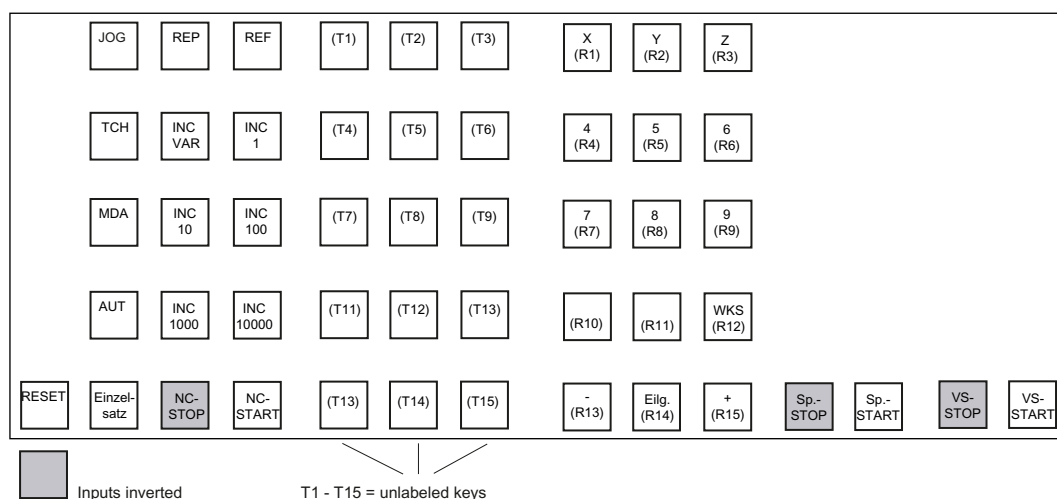 JOG REP REF (T1) (T2) (T3) X Y Z
(R1) (R2) (R3)
TCH INC INC (T4) (T5) (T6) 4 5 6
VAR 1 (R4) (R5) (R6)
MDA INC INC (T7) (T8) (T9) 7 8 9
10 100 (R7) (R8) (R9)
AUT INC INC (T11) (T12) (T13) WKS
1000 10000 (R10) (R11) (R12)
RESET Einzel- NC- NC- (T13) (T14) (T15) - Eilg. + Sp.- Sp.- VS- VS-
satz STOP START (R13) (R14) (R15) STOP START STOP START
Inputs inverted T1 - T15 = unlabeled keys